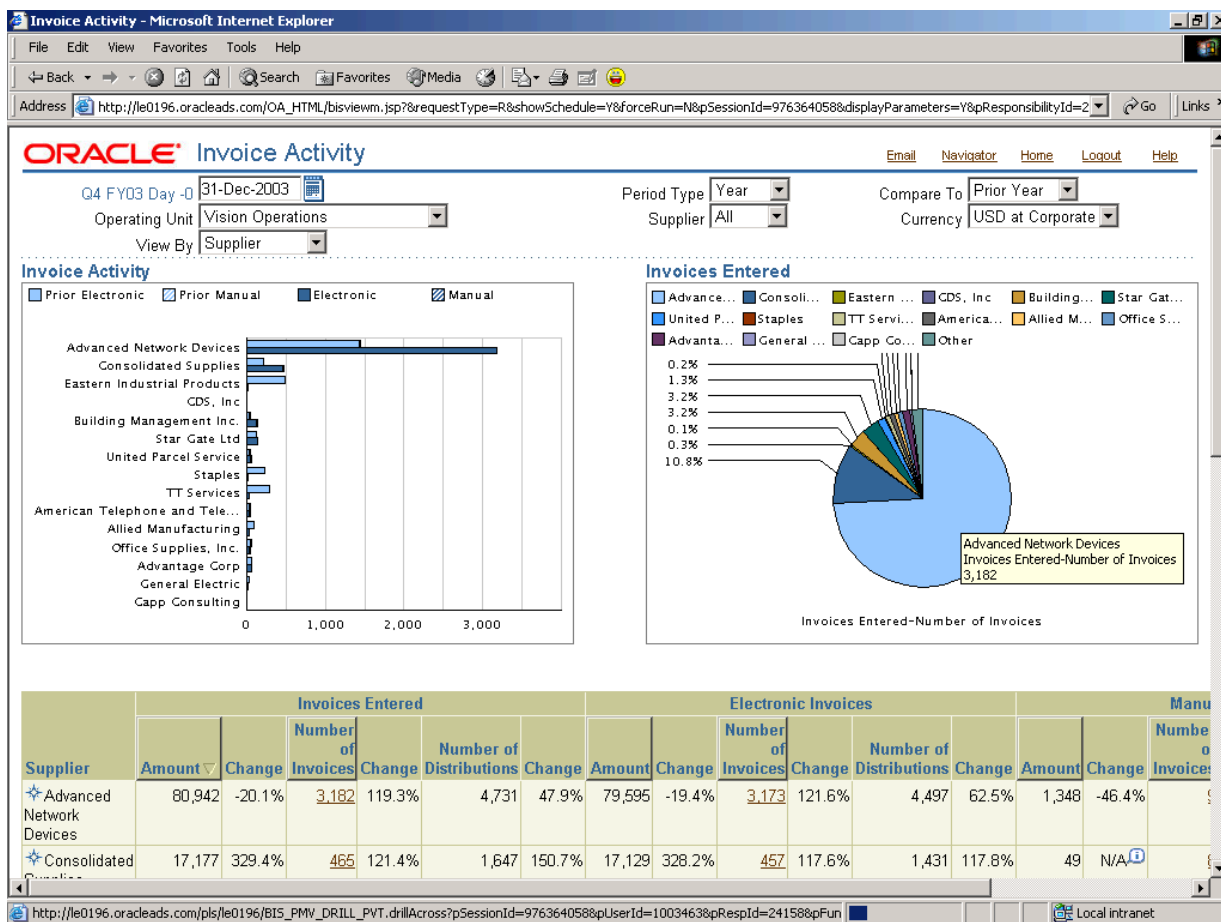 Invoice Activity - Microsoft Internet Explorer
File Edit View Favorites Tools Help
Back Search Favorites Media
Address http://le0196.oracleads.com/OA_HTML/bisviewm.jsp?&requestType=R&showSchedule=Y&forceRun=N&pSessionId=976364058&displayParameters=Y&pResponsibilityId=2 Go Links
ORACLE Invoice Activity
Email Navigator Home Logout Help
Q4 FY03 Day -0 31-Dec-2003 Period Type Year Compare To Prior Year
Operating Unit Vision Operations Supplier All Currency USD at Corporate
View By Supplier
Invoice Activity
Prior Electronic Prior Manual Electronic Manual
Advanced Network Devices
Consolidated Supplies
Eastern Industrial Products
CDS, Inc
Building Management Inc.
Star Gate Ltd
United Parcel Service
Staples
TT Services
American Telephone and Tele...
Allied Manufacturing
Office Supplies, Inc.
Advantage Corp
General Electric
Capp Consulting
0 1,000 2,000 3,000
Invoices Entered
Advance... Consoli... Eastern ... CDS, Inc Building... Star Gat...
United P... Staples TT Servi... America... Allied M... Office S...
Advanta... General ... Capp Co... Other
0.2%
1.3%
3.2%
3.2%
0.1%
0.3%
10.8%
Advanced Network Devices
Invoices Entered-Number of Invoices
3,182
Invoices Entered-Number of Invoices
Invoices Entered Electronic Invoices Manu
Supplier Amount Change Number of Invoices Change Number of Distributions Change Amount Change Number of Invoices Change Number of Distributions Change Amount Change Invoices
Advanced Network Devices 80,942 -20.1% 3,182 119.3% 4,731 47.9% 79,595 -19.4% 3,173 121.6% 4,497 62.5% 1,348 -46.4%
Consolidated 17,177 329.4% 465 121.4% 1,647 150.7% 17,129 328.2% 457 117.6% 1,431 117.8% 49 N/A
http://le0196.oracleads.com/pls/le0196/BIS_PMV_DRILL_PVT.drillAcross?pSessionId=976364058&pUserId=1003463&pRespId=24158&pFun Local intranet